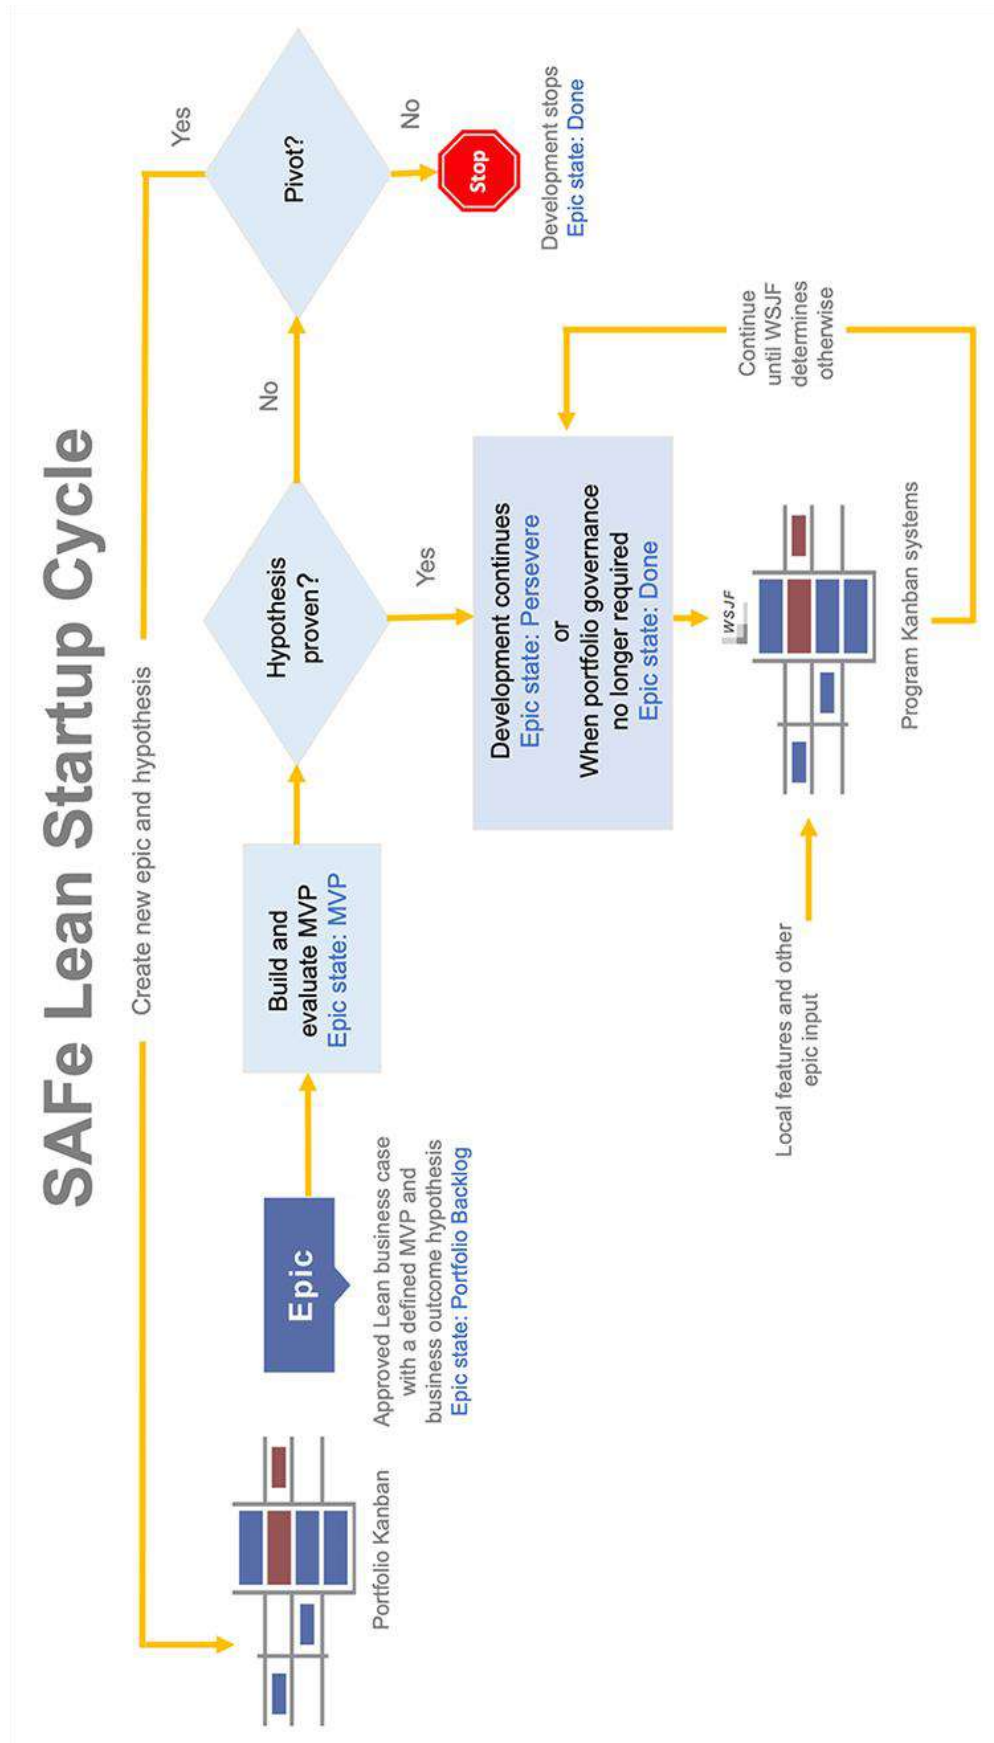 SAFe Lean Startup Cycle
Create new epic and hypothesis
Yes
Portfolio Kanban
Epic
Approved Lean business case
with a defined MVP and
business outcome hypothesis
Epic state: Portfolio Backlog
Build and
evaluate MVP
Epic state: MVP
Hypothesis
proven?
No
Pivot?
No
Stop
Development stops
Epic state: Done
Yes
Development continues
Epic state: Persevere
or
When portfolio governance
no longer required
Epic state: Done
Continue
until WSJF
determines
otherwise
WSJF
Local features and other
epic input
Program Kanban systems